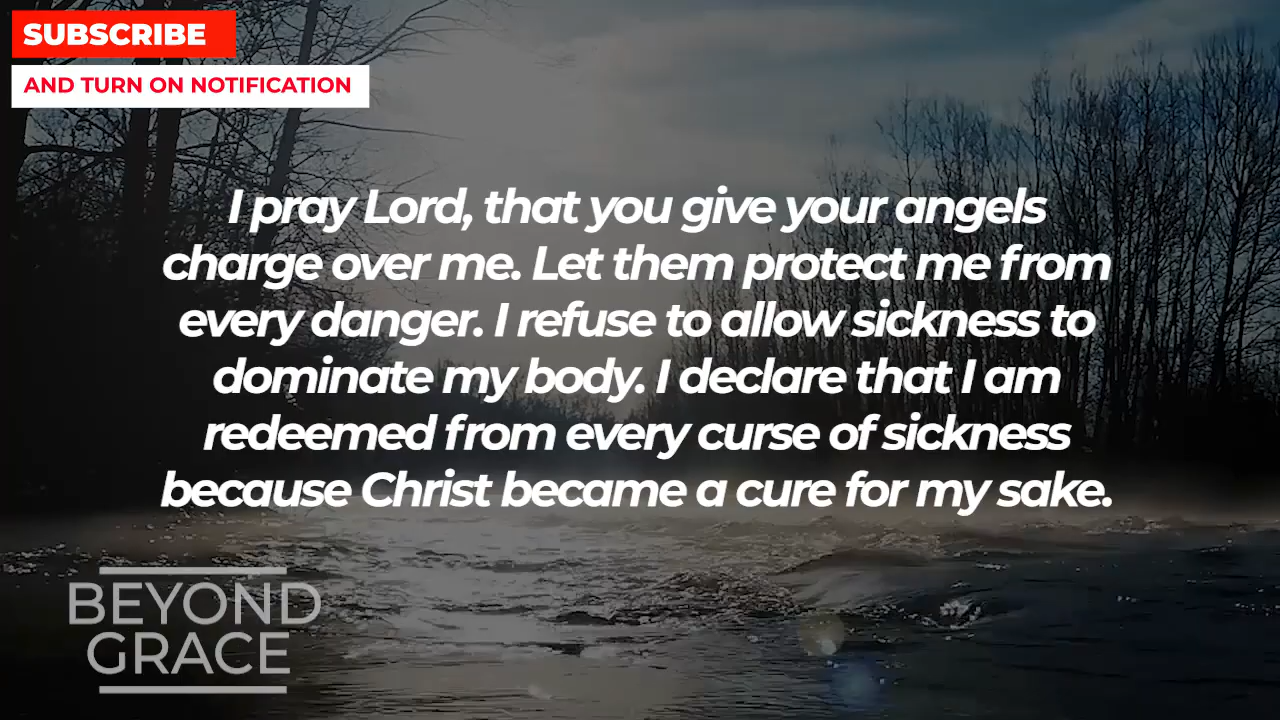 SUBSCRIBE
AND TURN ON NOTIFICATION
I pray Lord, that you give your angels
charge over me. Let them protect me from
every danger. I refuse to allow sickness to
dominate my body. I declare that I am
redeemed from every curse of sickness
because Christ became a cure for my sake.
BEYOND
GRACE